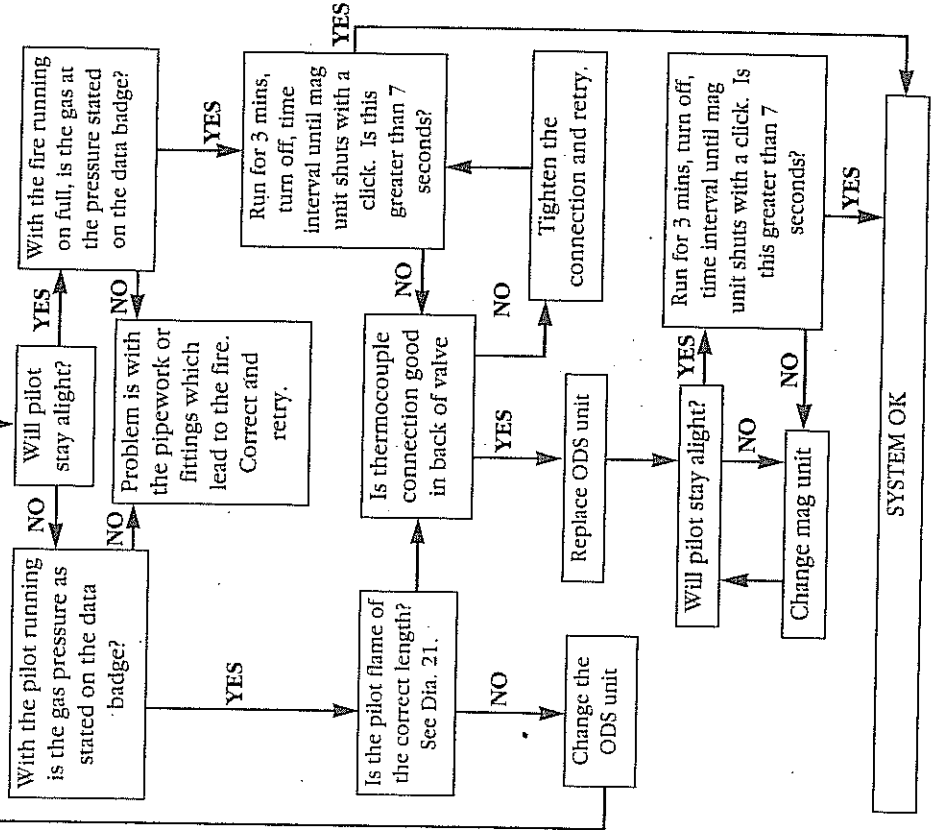 Will pilot
stay alight?
NO
YES
With the pilot running
is the gas pressure as
stated on the data
badge?
With the fire running
on full, is the gas at
the pressure stated
on the data badge?
NO
NO
Problem is with
the pipework or
fittings which
lead to the fire.
Correct and
retry.
YES
YES
Is the pilot flame of
the correct length?
See Dia. 21.
Is thermocouple
connection good
in back of valve
NO
Run for 3 mins,
turn off, time
interval until mag
unit shuts with a
click. Is this
greater than 7
seconds?
YES
NO
YES
NO
Tighten the
connection and retry.
Change the
ODS unit
Replace ODS unit
Will pilot stay alight?
YES
Run for 3 mins, turn off,
time interval until mag
unit shuts with a click. Is
this greater than 7
seconds?
NO
NO
YES
Change mag unit
SYSTEM OK